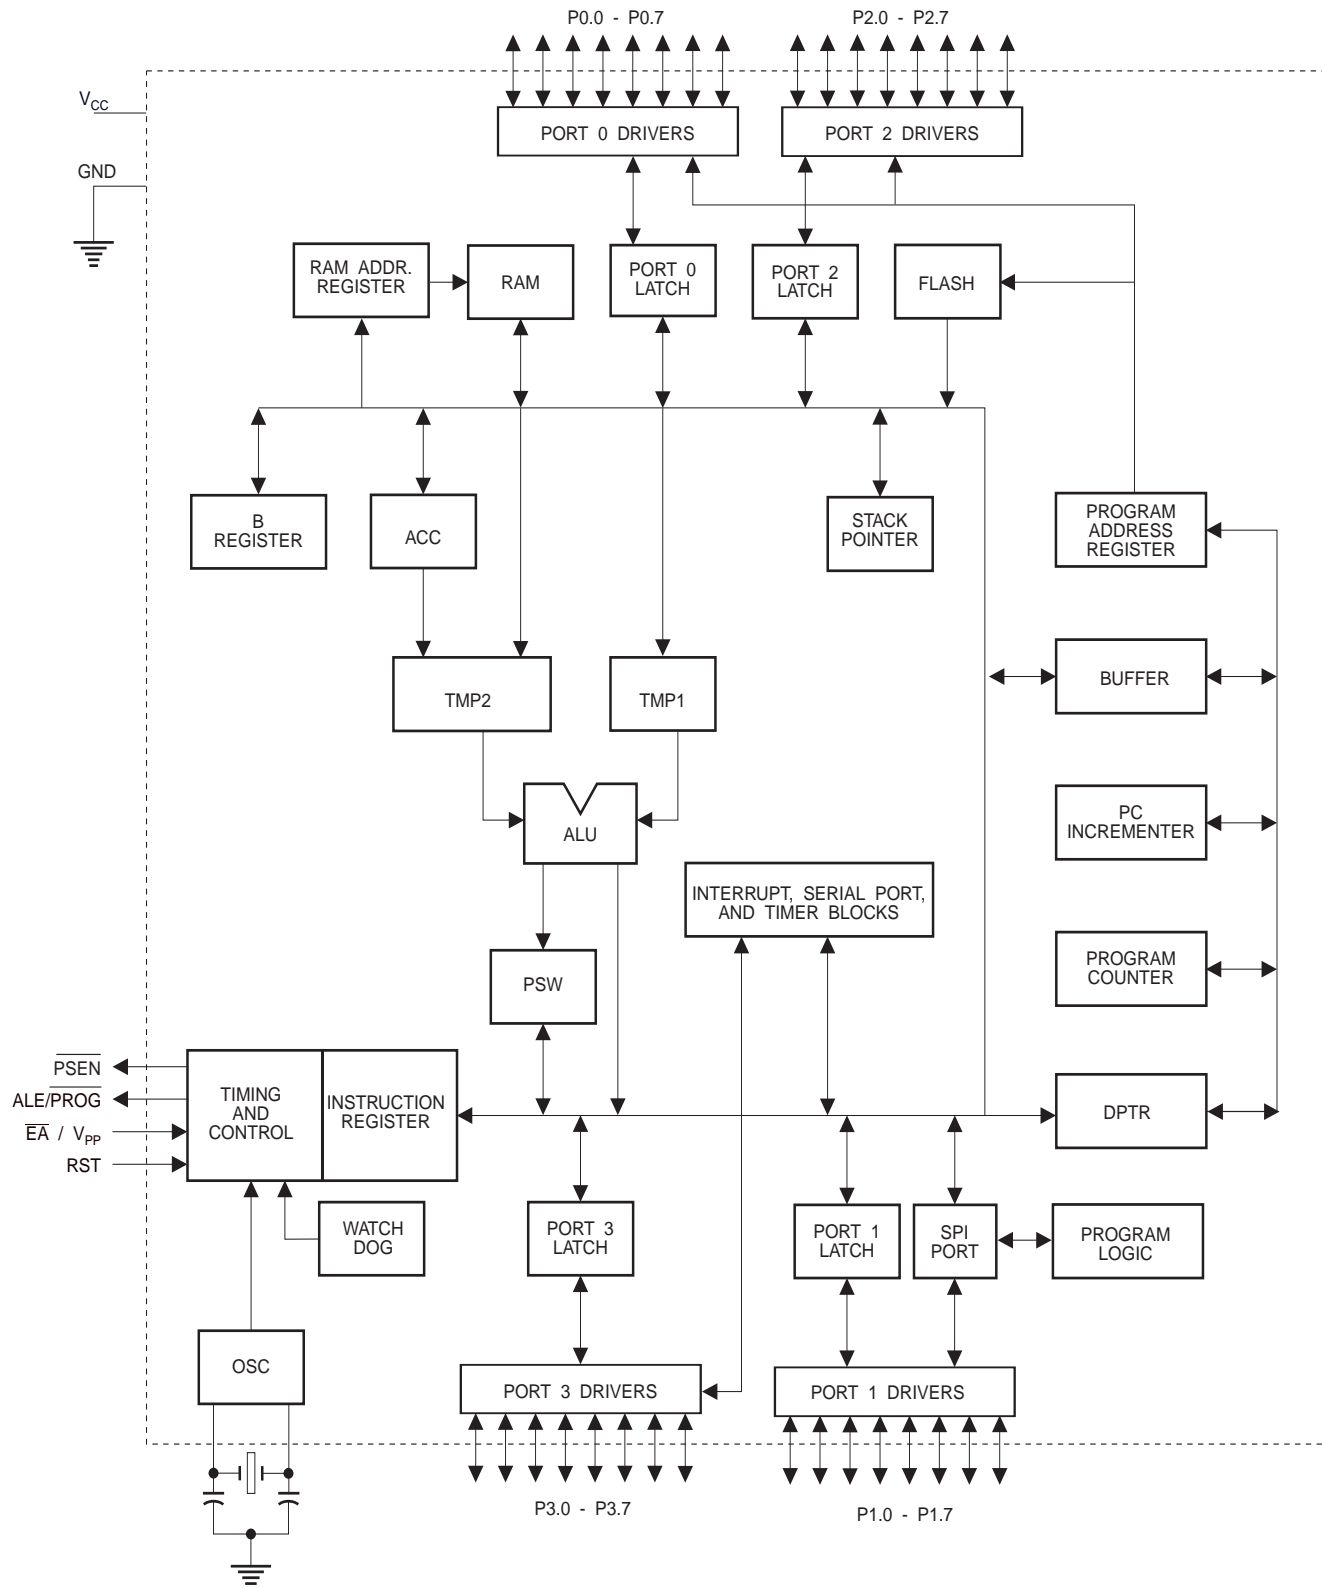 P0.0 - P0.7
P2.0 - P2.7
VCC
PORT 0 DRIVERS
PORT 2 DRIVERS
GND
RAM ADDR.
REGISTER
RAM
PORT 0
LATCH
PORT 2
LATCH
FLASH
B
REGISTER
ACC
STACK
POINTER
PROGRAM
ADDRESS
REGISTER
TMP2
TMP1
BUFFER
ALU
PC
INCREMENTER
INTERRUPT, SERIAL PORT,
AND TIMER BLOCKS
PSW
PROGRAM
COUNTER
PSEN
ALE/PROG
EA / VPP
RST
TIMING
AND
CONTROL
INSTRUCTION
REGISTER
DPTR
WATCH
DOG
PORT 3
LATCH
PORT 1
LATCH
SPI
PORT
PROGRAM
LOGIC
OSC
PORT 3 DRIVERS
PORT 1 DRIVERS
P3.0 - P3.7
P1.0 - P1.7